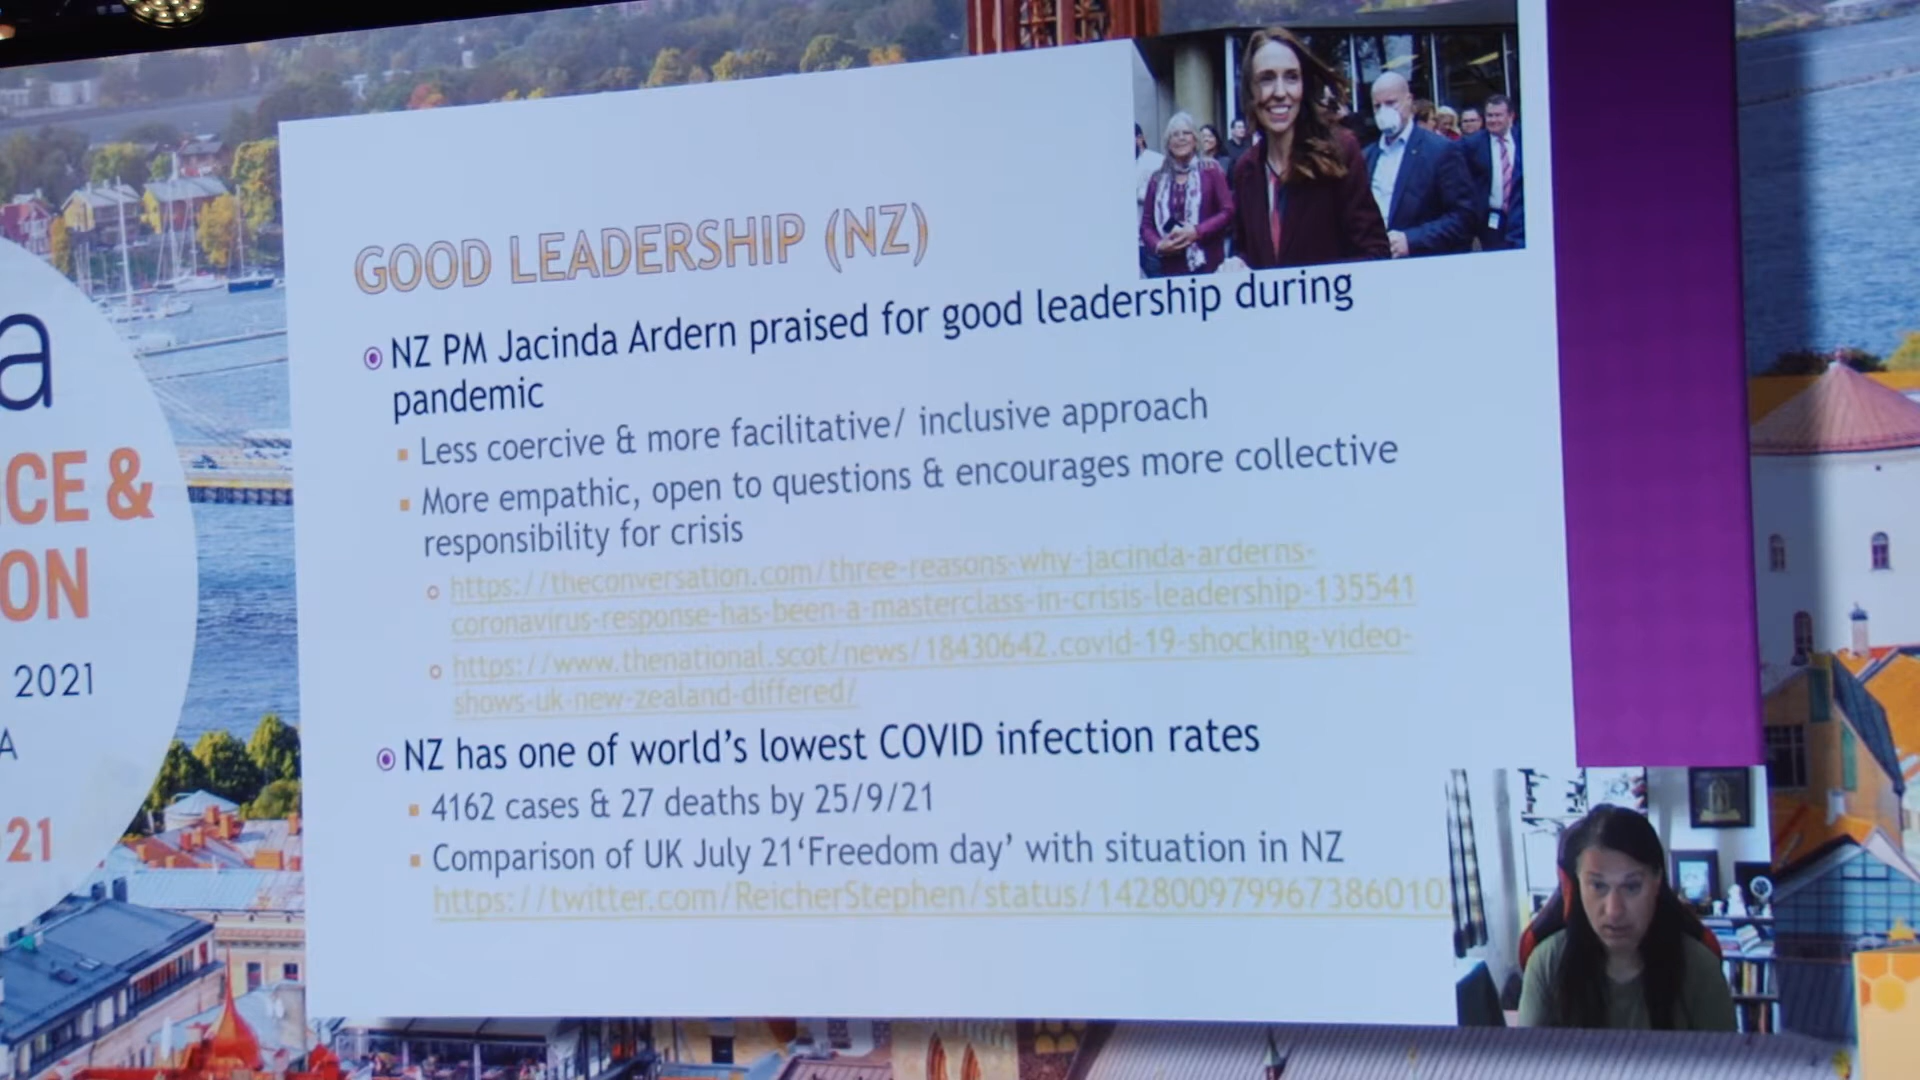 a
CE &
ON
2021
A
21
GOOD LEADERSHIP (NZ)
NZ PM Jacinda Ardern praised for good leadership during
pandemic
Less coercive & more facilitative/ inclusive approach
More empathic, open to questions & encourages more collective
responsibility for crisis
https://theconversation.com/three-reasons-why-jacinda-arderns-
coronavirus-response-has-been-a-masterclass-in-crisis-leadership-135541
https://www.thenational.scot/news/18430642.covid-19-shocking-video-
shows-uk-new-zealand-differed/
NZ has one of world's lowest COVID infection rates
4162 cases & 27 deaths by 25/9/21
Comparison of UK July 21‘Freedom day’ with situation in NZ
https://twitter.com/ReicherStephen/status/142800979967386010